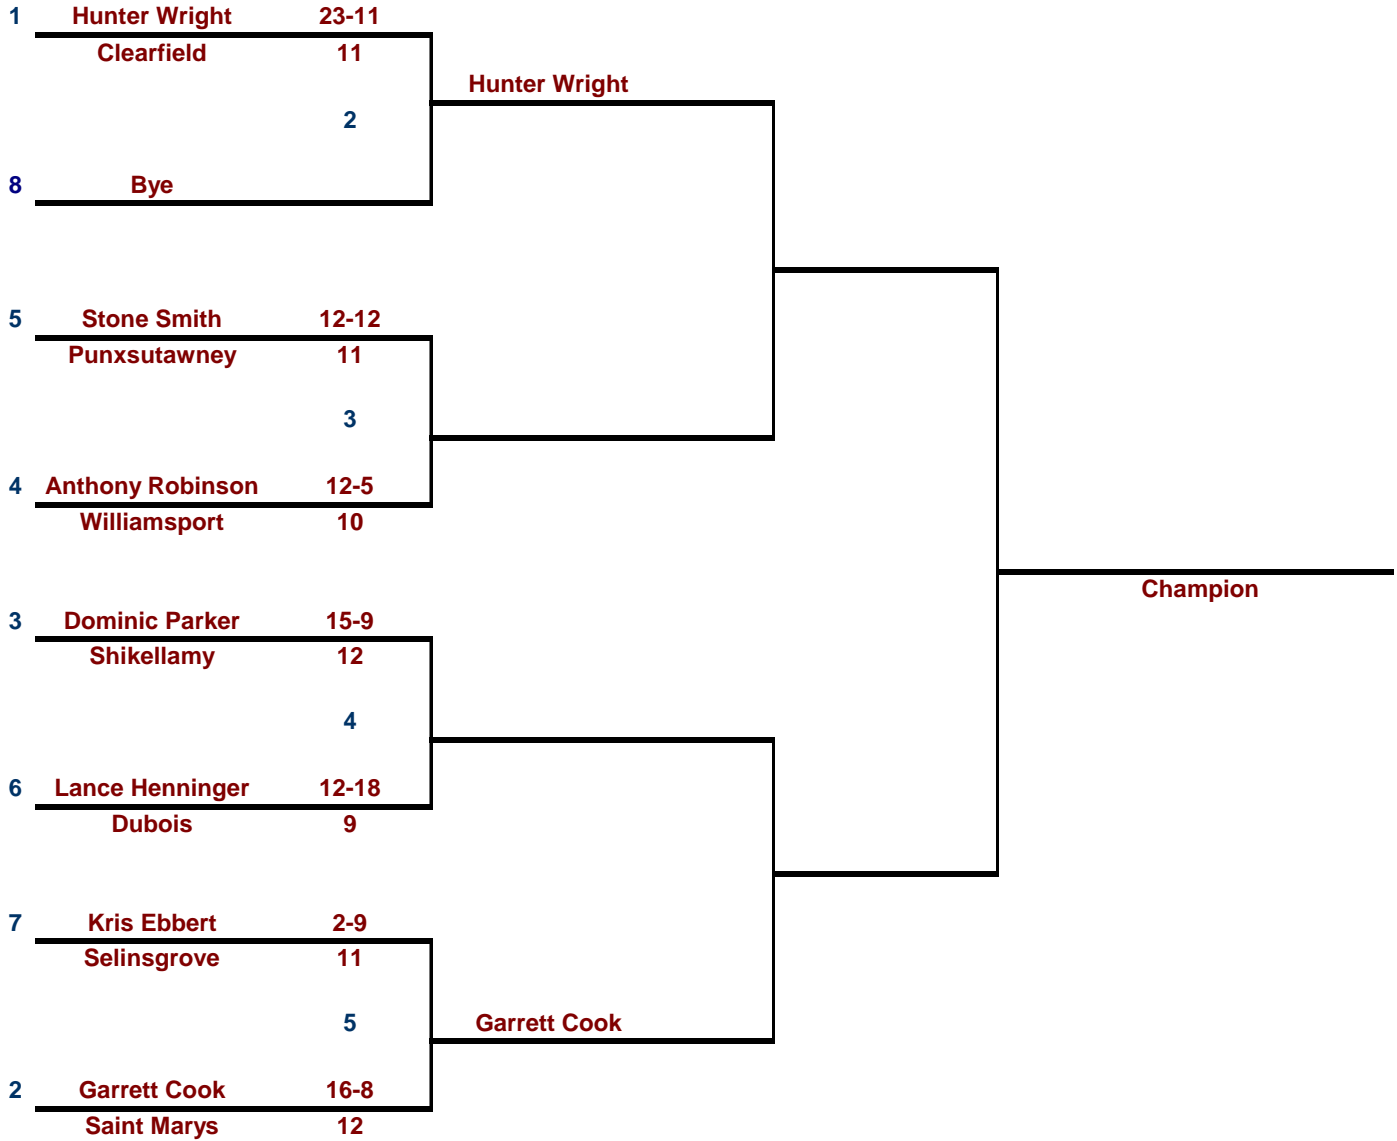 1 Hunter Wright 23-11
Clearfield 11
Hunter Wright
2
8 Bye
5 Stone Smith 12-12
Punxsutawney 11
3
4 Anthony Robinson 12-5
Williamsport 10
Champion
3 Dominic Parker 15-9
Shikellamy 12
4
6 Lance Henninger 12-18
Dubois 9
7 Kris Ebbert 2-9
Selinsgrove 11
5 Garrett Cook
2 Garrett Cook 16-8
Saint Marys 12